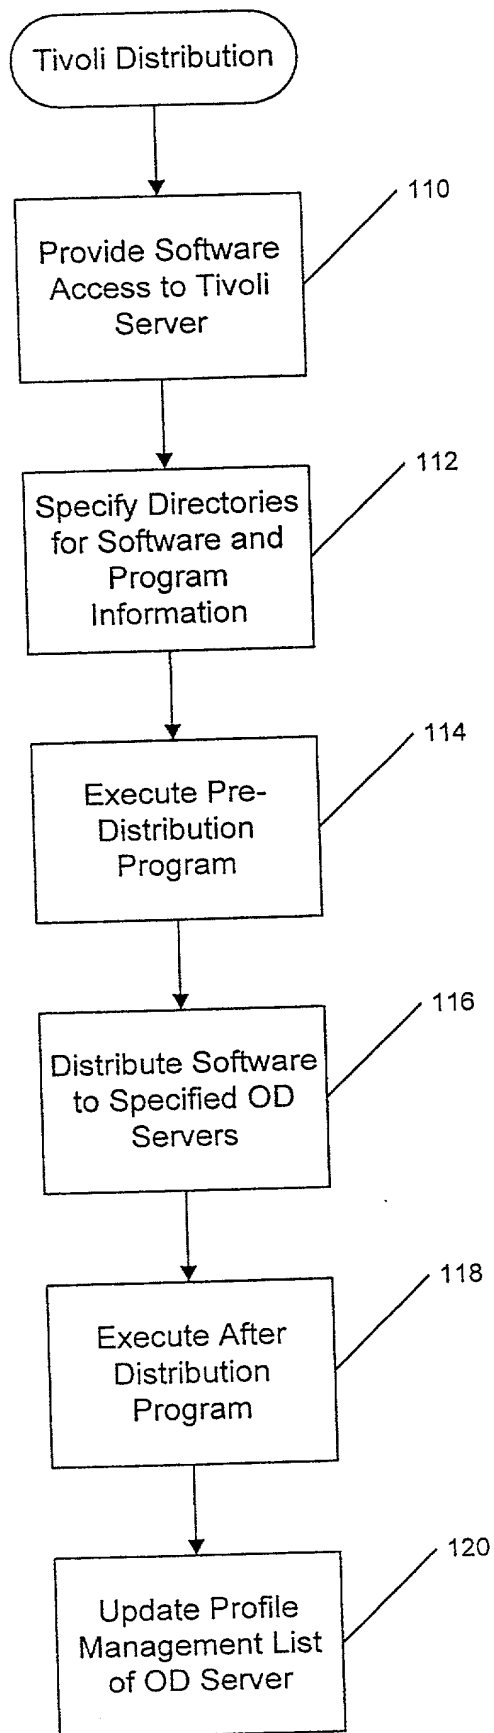 Tivoli Distribution
110
Provide Software
Access to Tivoli
Server
112
Specify Directories
for Software and
Program
Information
114
Execute Pre-
Distribution
Program
116
Distribute Software
to Specified OD
Servers
118
Execute After
Distribution
Program
120
Update Profile
Management List
of OD Server